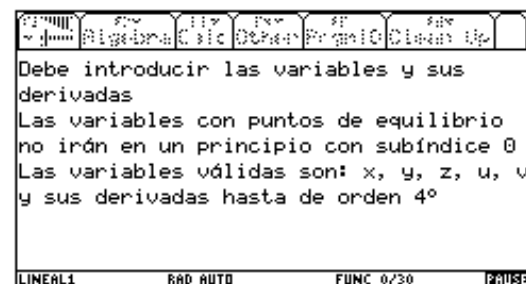 Algebra Calc Other PrgmIO Clean Up
Debe introducir las variables y sus
derivadas
Las variables con puntos de equilibrio
no irán en un principio con subíndice 0
Las variables válidas son: x, y, z, u, v
y sus derivadas hasta de orden 4º
LINEAL1 RAD AUTO FUNC 0/30 PAUSE